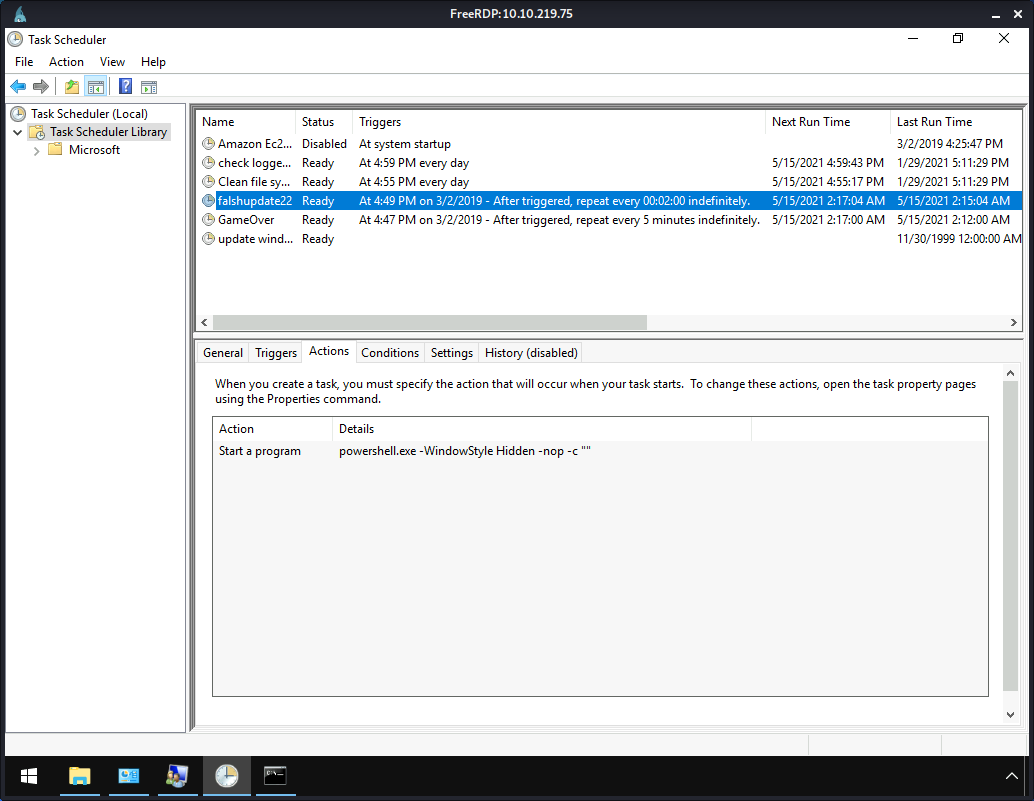 FreeRDP:10.10.219.75
Task Scheduler
File Action View Help
Task Scheduler (Local)
Task Scheduler Library
Microsoft
Name Status Triggers Next Run Time Last Run Time
Amazon Ec2... Disabled At system startup 3/2/2019 4:25:47 PM
check logge... Ready At 4:59 PM every day 5/15/2021 4:59:43 PM 1/29/2021 5:11:29 PM
Clean file sy... Ready At 4:55 PM every day 5/15/2021 4:55:17 PM 1/29/2021 5:11:29 PM
falshupdate22 Ready At 4:49 PM on 3/2/2019 - After triggered, repeat every 00:02:00 indefinitely. 5/15/2021 2:17:04 AM 5/15/2021 2:15:04 AM
GameOver Ready At 4:47 PM on 3/2/2019 - After triggered, repeat every 5 minutes indefinitely. 5/15/2021 2:17:00 AM 5/15/2021 2:12:00 AM
update wind... Ready 11/30/1999 12:00:00 AM
General Triggers Actions Conditions Settings History (disabled)
When you create a task, you must specify the action that will occur when your task starts. To change these actions, open the task property pages
using the Properties command.
Action Details
Start a program powershell.exe -WindowStyle Hidden -nop -c ""